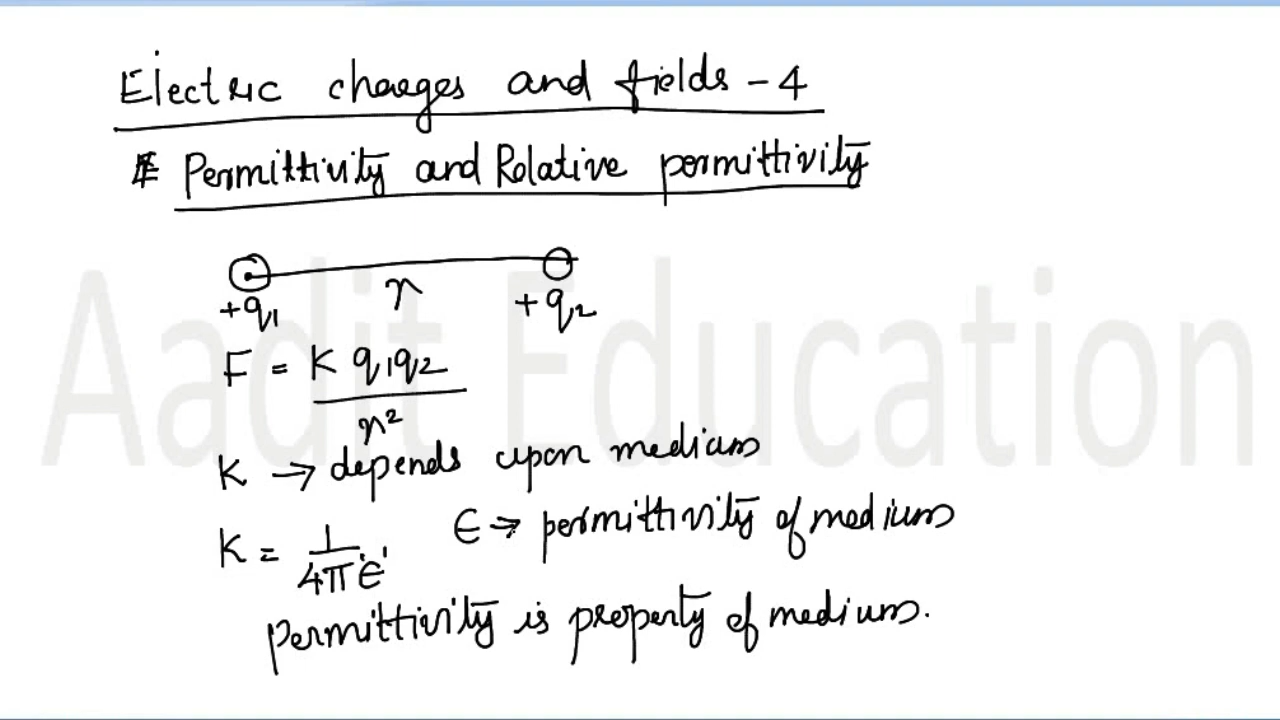 Electric charges and fields - 4
* Permittivity and Relative permittivity
r
+q1 +q2
F = K q1q2
r²
K → depends upon medium
K = 1 / 4πε ε ⇒ permittivity of medium
permittivity is property of medium.
Aadit Education